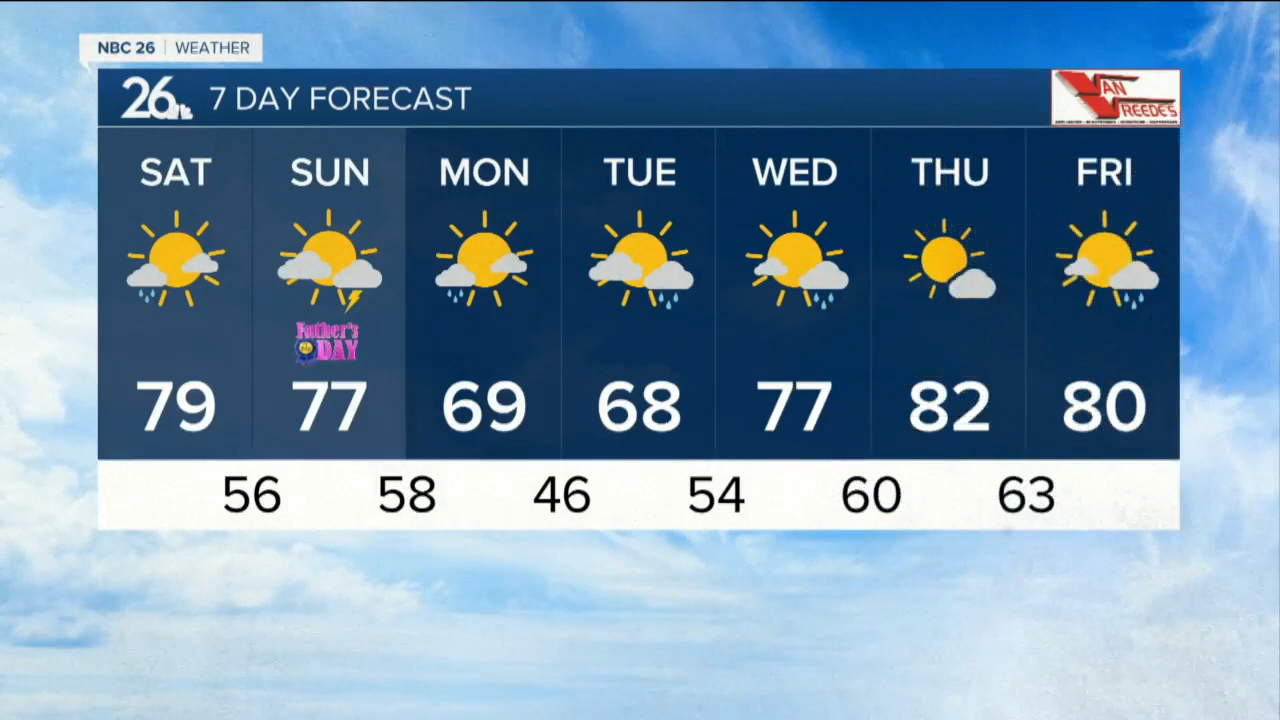 NBC 26 | WEATHER
26 7 DAY FORECAST
VAN
VREEDE'S
SAT SUN MON TUE WED THU FRI
Father's
DAY
79 77 69 68 77 82 80
56 58 46 54 60 63